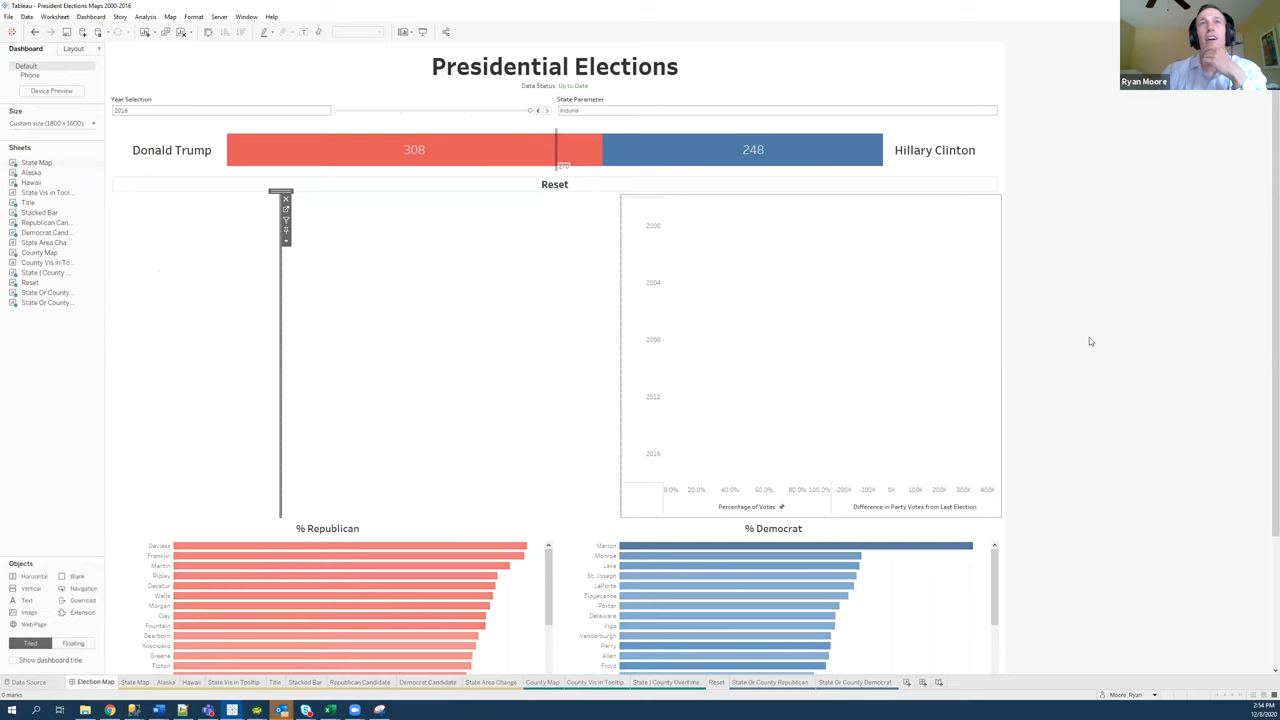 Tableau - President Elections Maps 2000-2016
File Data Worksheet Dashboard Story Analysis Map Format Server Window Help
Ryan Moore
Dashboard Layout
Default
Phone
Device Preview
Size
Custom size (1800 x 1600)
Sheets
State Map
Alaska
Hawaii
State Vis in Tool...
Title
Stacked Bar
Republican Can...
Democrat Cand...
State Area Cha...
County Map
County Vis in To...
State | County ...
Reset
State Or County...
State Or County...
Objects
Horizontal Blank
Vertical Navigation
Text Download
Image Extension
Web Page
Tiled Floating
Show dashboard title
Presidential Elections
Data Status: Up to Date
Year Selection
2016
State Parameter
Indiana
Donald Trump 308 248 Hillary Clinton
270
Reset
2000
2004
2008
2012
2016
0.0% 20.0% 40.0% 60.0% 80.0% 100.0% -200K -100K 0K 100K 200K 300K 400K
Percentage of Votes Difference in Party Votes from Last Election
% Republican
Daviess
Franklin
Martin
Ripley
Decatur
Wells
Morgan
Clay
Fountain
Dearborn
Kosciusko
Greene
Tipton
% Democrat
Marion
Monroe
Lake
St. Joseph
LaPorte
Tippecanoe
Porter
Delaware
Vigo
Vanderburgh
Perry
Allen
Floyd
Data Source Election Map State Map Alaska Hawaii State Vis in Tooltip Title Stacked Bar Republican Candidate Democrat Candidate State Area Change County Map County Vis in Tooltip State | County Overtime Reset State Or County Republican State Or County Democrat
0 marks
Moore, Ryan
2:54 PM
12/8/2020